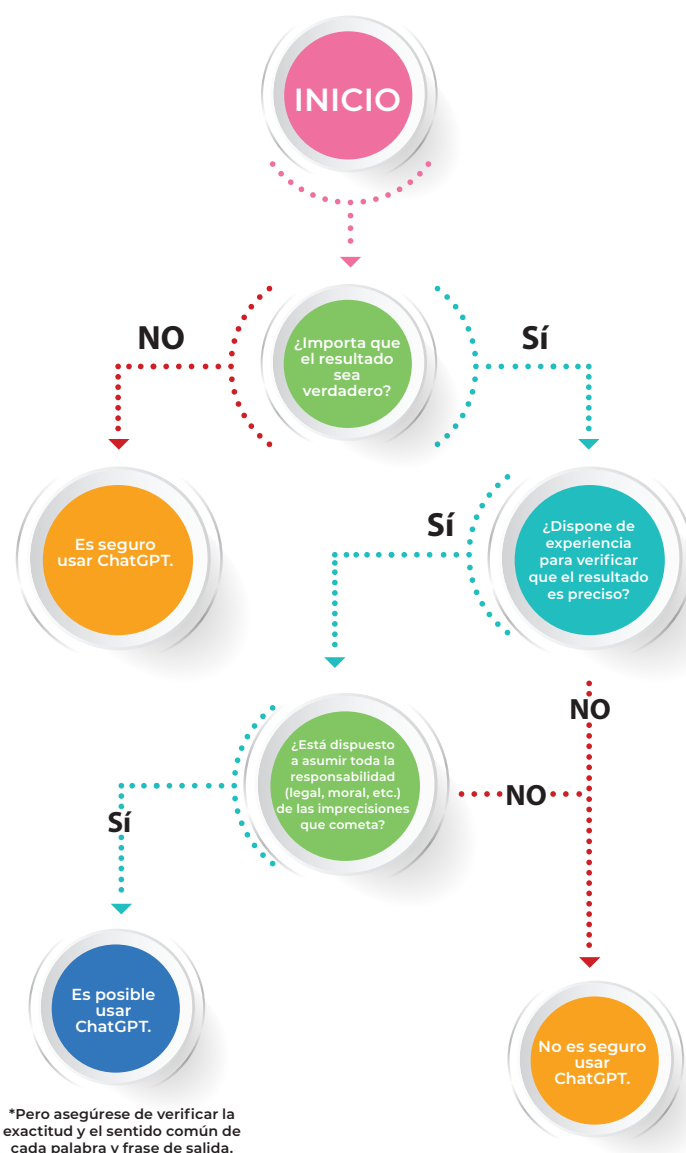 INICIO
¿Importa que
el resultado
sea
verdadero?
NO
Sí
Es seguro
usar ChatGPT.
¿Dispone de
experiencia
para verificar
que el resultado
es preciso?
Sí
NO
¿Está dispuesto
a asumir toda la
responsabilidad
(legal, moral, etc.)
de las imprecisiones
que cometa?
NO
Sí
Es posible
usar
ChatGPT.
No es seguro
usar
ChatGPT.
*Pero asegúrese de verificar la
exactitud y el sentido común de
cada palabra y frase de salida.